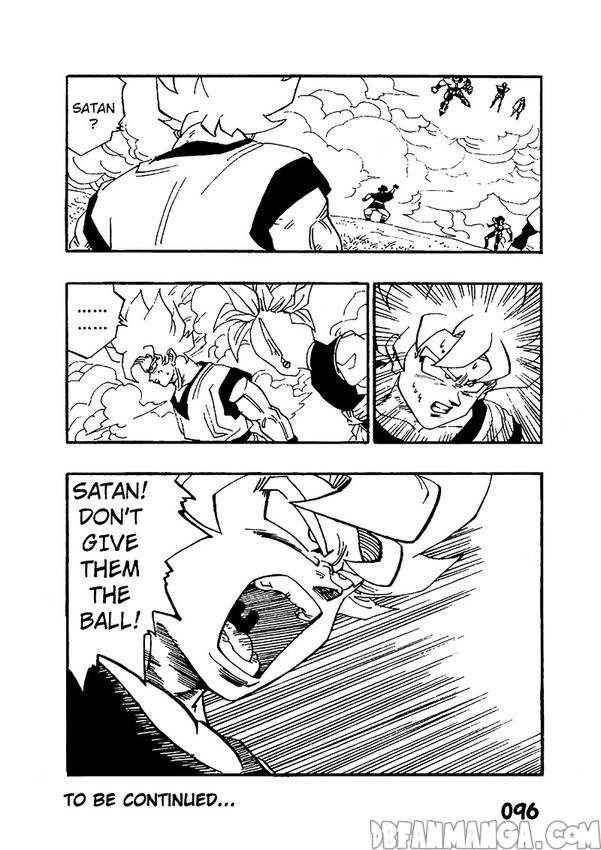 SATAN
?
........
........
SATAN!
DON'T
GIVE
THEM
THE
BALL!
TO BE CONTINUED...
096
DBFANMANGA.COM